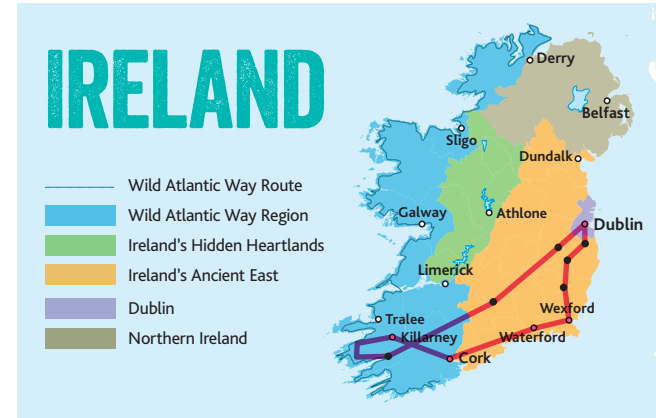 IRELAND
Wild Atlantic Way Route
Wild Atlantic Way Region
Ireland's Hidden Heartlands
Ireland's Ancient East
Dublin
Northern Ireland
Derry
Belfast
Sligo
Dundalk
Galway
Athlone
Dublin
Limerick
Wexford
Tralee
Killarney
Waterford
Cork